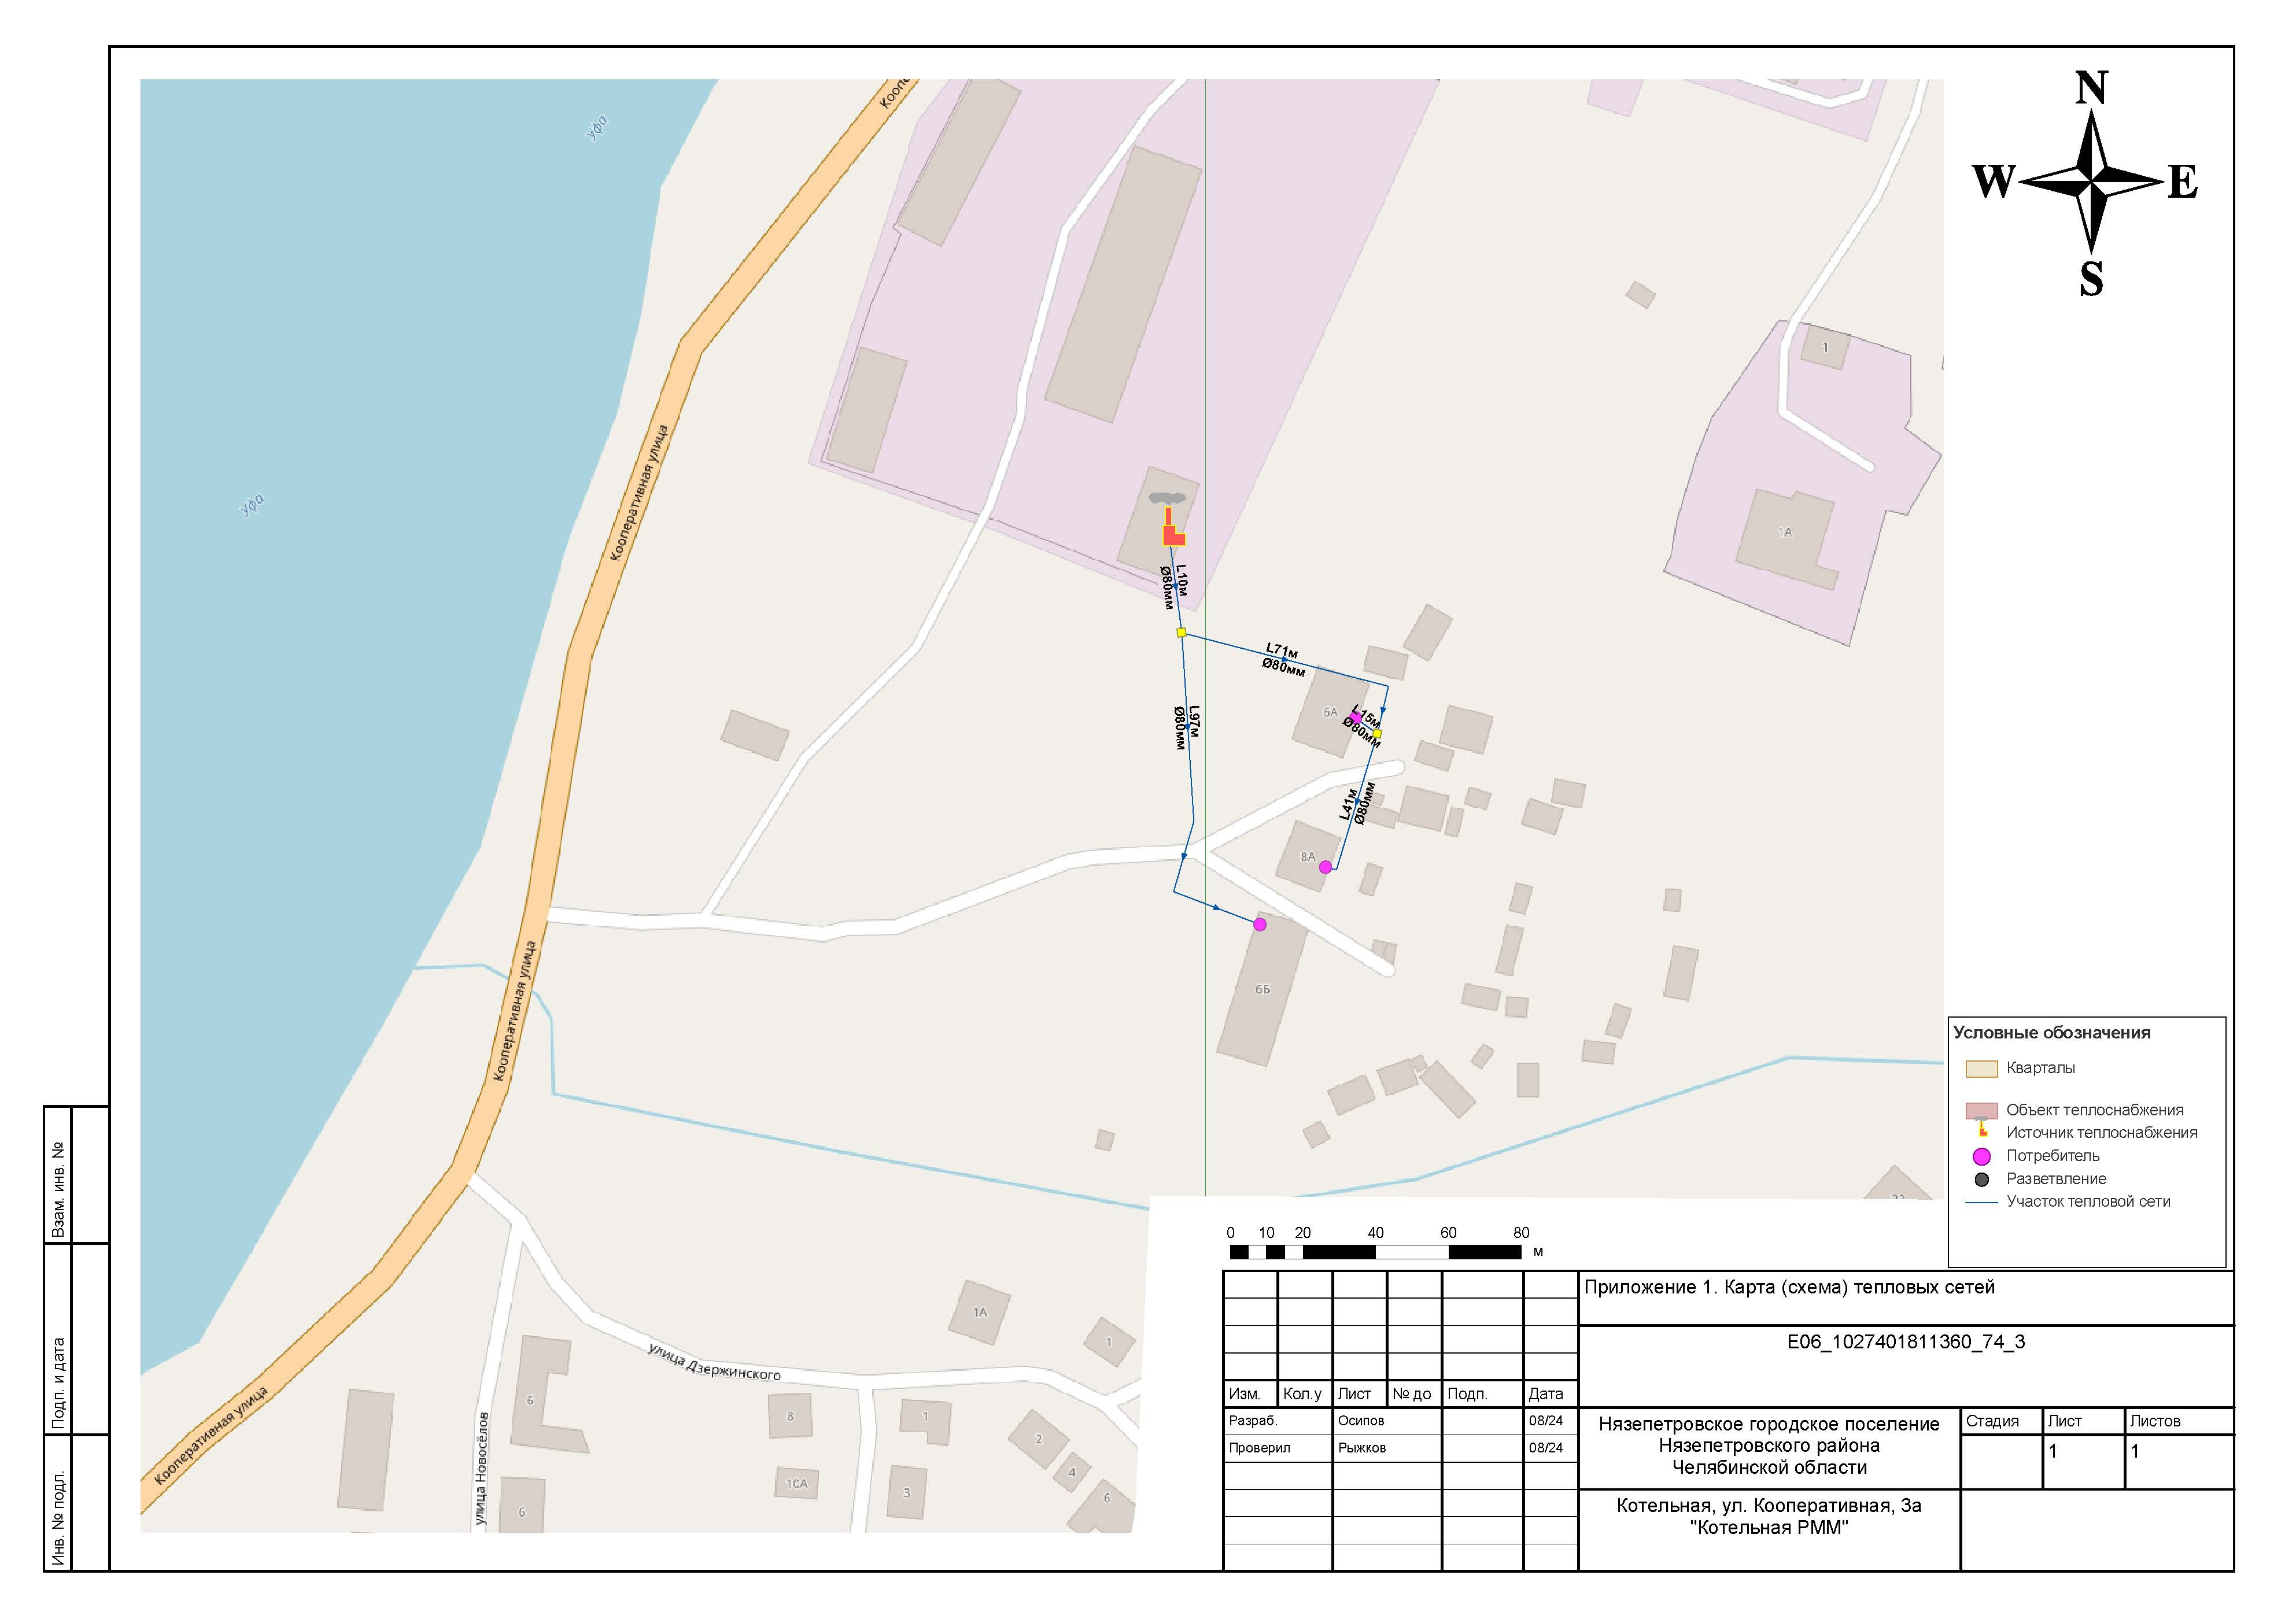 N
W
E
S
Уфа
Уфа
Кооперативная улица
Кооперативная улица
Кооперативная улица
1
1А
L10м
Ø80мм
L71м
Ø80мм
6А
L15м
Ø80мм
L97м
Ø80мм
L41м
Ø80мм
8А
6Б
Условные обозначения
Кварталы
Объект теплоснабжения
Источник теплоснабжения
Потребитель
Разветвление
Участок тепловой сети
0 10 20 40 60 80
м
1А
1
улица Дзержинского
улица Новосёлов
6
8
1
2
10А
3
4
6
6
Взам. инв. №
Подп. и дата
Инв. № подл.
Приложение 1. Карта (схема) тепловых сетей
E06_1027401811360_74_3
Изм. Кол.у Лист № до Подп. Дата
Разраб. Осипов 08/24
Проверил Рыжков 08/24
Нязепетровское городское поселение
Нязепетровского района
Челябинской области
Стадия Лист Листов
1 1
Котельная, ул. Кооперативная, 3а
"Котельная РММ"